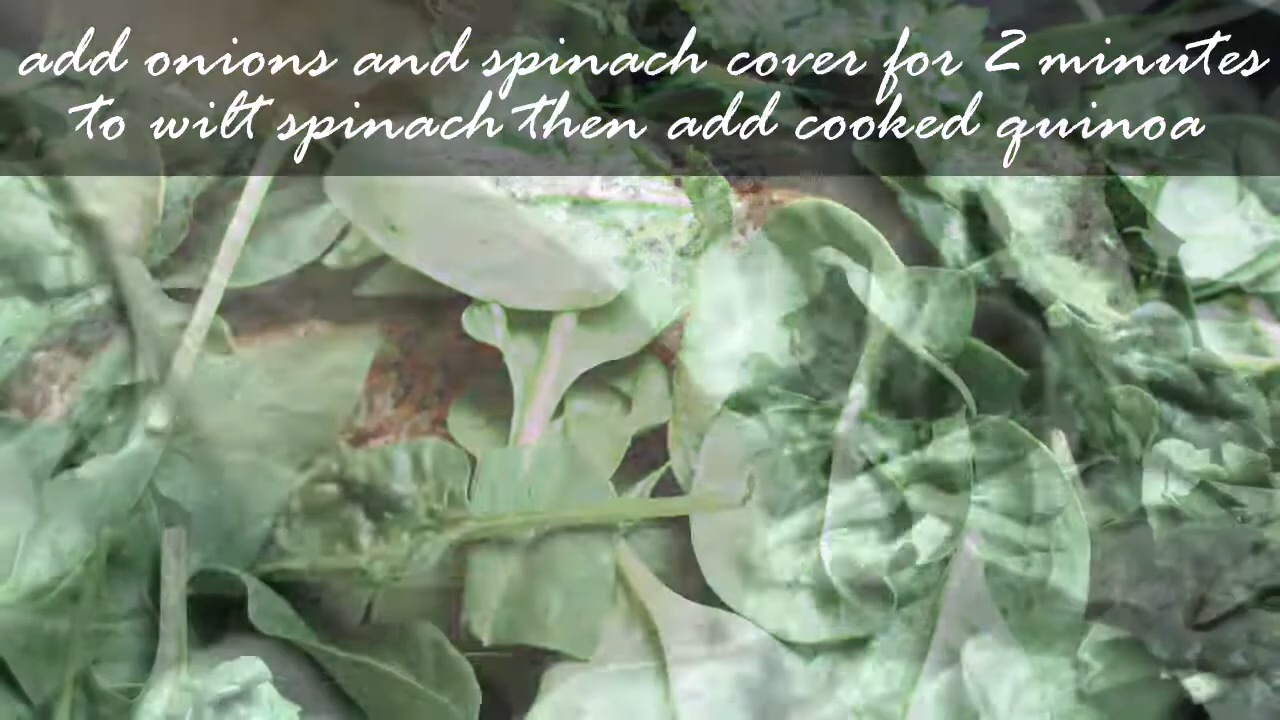 add onions and spinach cover for 2 minutes
to wilt spinach then add cooked quinoa